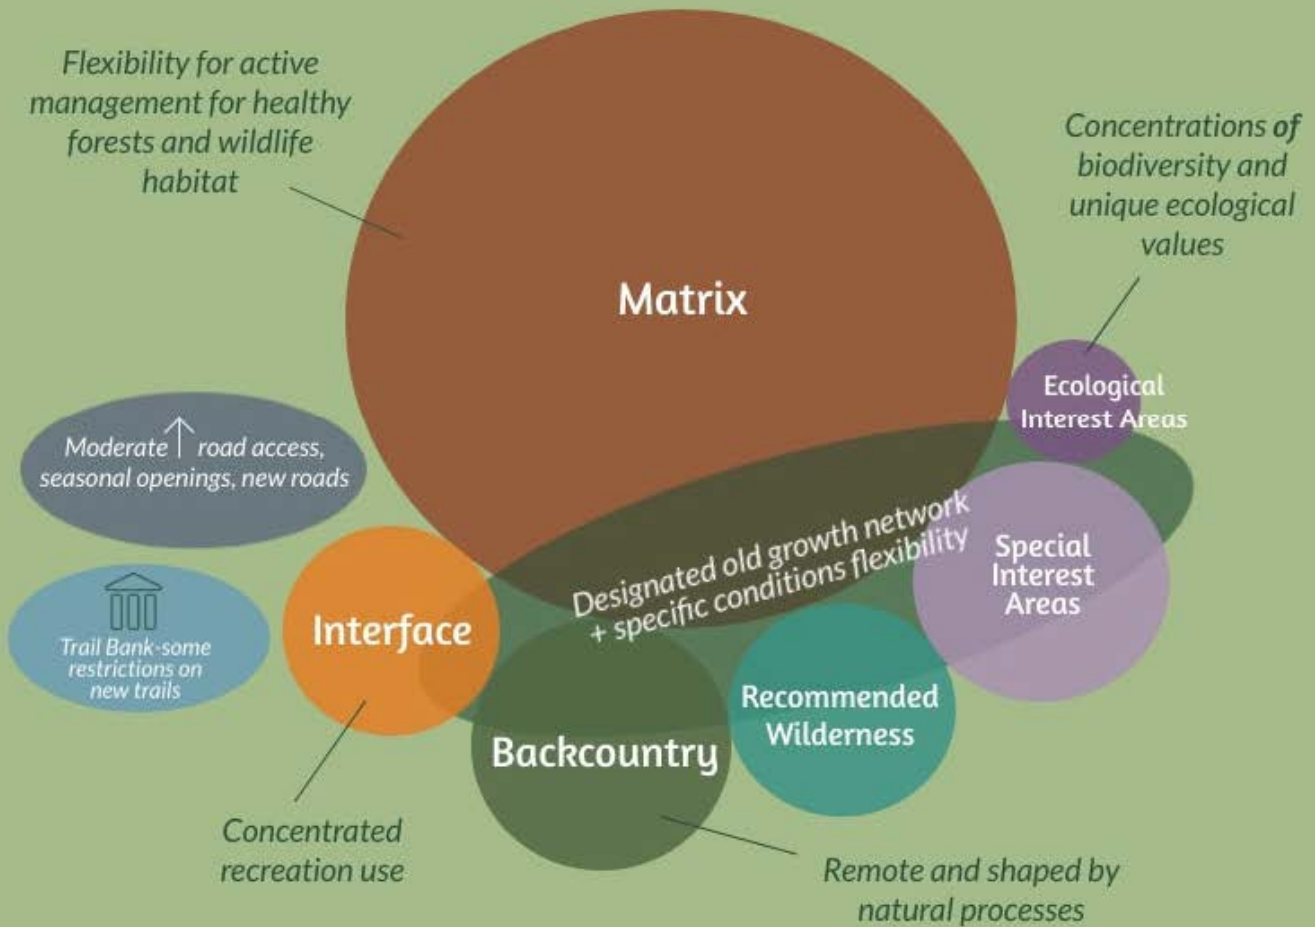 Flexibility for active
management for healthy
forests and wildlife
habitat
Concentrations of
biodiversity and
unique ecological
values
Matrix
Ecological
Interest Areas
Moderate ↑ road access,
seasonal openings, new roads
Designated old growth network
+ specific conditions flexibility
Special
Interest
Areas
Trail Bank-some
restrictions on
new trails
Interface
Recommended
Wilderness
Backcountry
Concentrated
recreation use
Remote and shaped by
natural processes